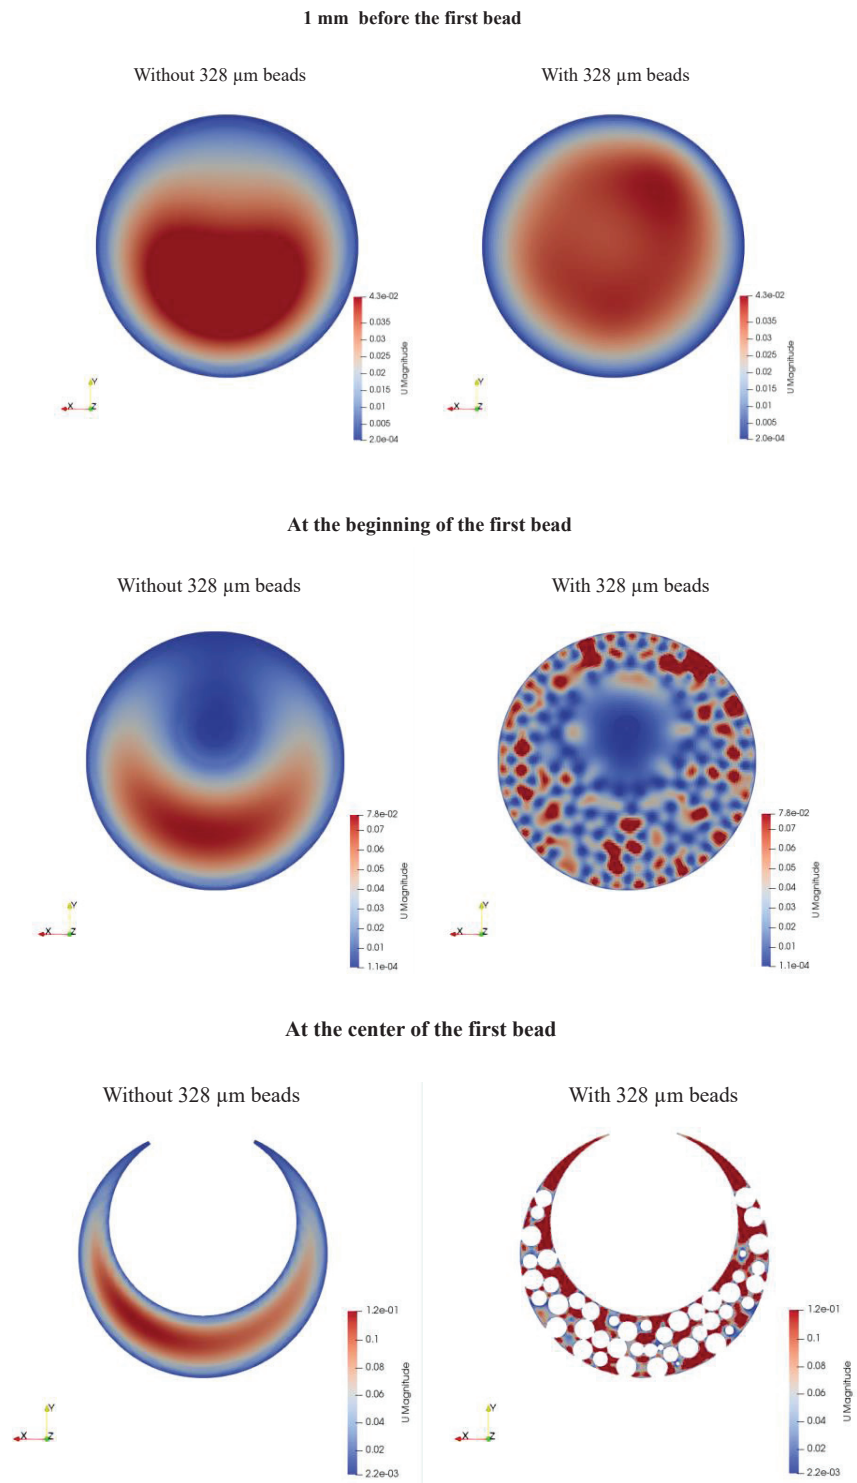 1 mm before the first bead
Without 328 µm beads
With 328 µm beads
4.3e-02
0.035
0.03
0.025
0.02
0.015
0.01
0.005
2.0e-04
U Magnitude
Y
X
Z
4.3e-02
0.035
0.03
0.025
0.02
0.015
0.01
0.005
2.0e-04
U Magnitude
Y
X
Z
At the beginning of the first bead
Without 328 µm beads
With 328 µm beads
7.8e-02
0.07
0.06
0.05
0.04
0.03
0.02
0.01
1.1e-04
U Magnitude
Y
X
Z
7.8e-02
0.07
0.06
0.05
0.04
0.03
0.02
0.01
1.1e-04
U Magnitude
Y
X
Z
At the center of the first bead
Without 328 µm beads
With 328 µm beads
1.2e-01
0.1
0.08
0.06
0.04
0.02
2.2e-03
U Magnitude
Y
X
Z
1.2e-01
0.1
0.08
0.06
0.04
0.02
2.2e-03
U Magnitude
Y
X
Z